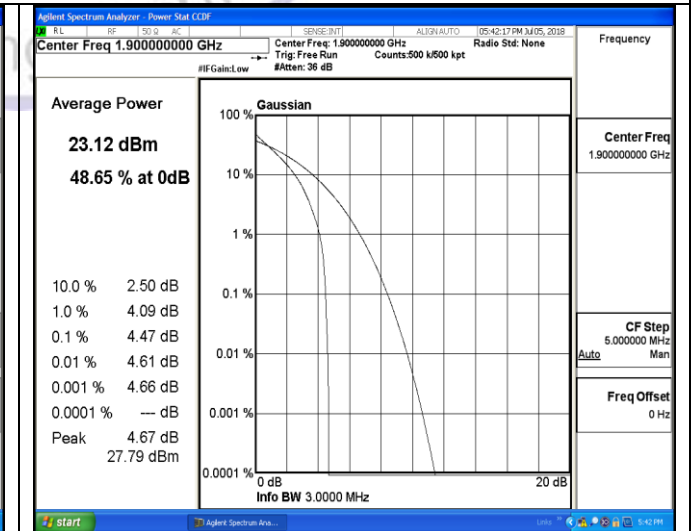 Agilent Spectrum Analyzer - Power Stat CCDF
RL RF 50 Ω AC SENSE:INT ALIGN AUTO 05:42:17 PM Jul 05, 2018
Center Freq 1.900000000 GHz
Center Freq: 1.900000000 GHz Radio Std: None
Trig: Free Run Counts:500 k/500 kpt
#IFGain:Low #Atten: 36 dB
Frequency
Average Power
23.12 dBm
48.65 % at 0dB
10.0 % 2.50 dB
1.0 % 4.09 dB
0.1 % 4.47 dB
0.01 % 4.61 dB
0.001 % 4.66 dB
0.0001 % --- dB
Peak 4.67 dB
27.79 dBm
Gaussian
100 %
10 %
1 %
0.1 %
0.01 %
0.001 %
0.0001 %
0 dB 20 dB
Info BW 3.0000 MHz
Center Freq
1.900000000 GHz
CF Step
5.000000 MHz
Auto Man
Freq Offset
0 Hz
start Agilent Spectrum Ana... Links 5:42 PM